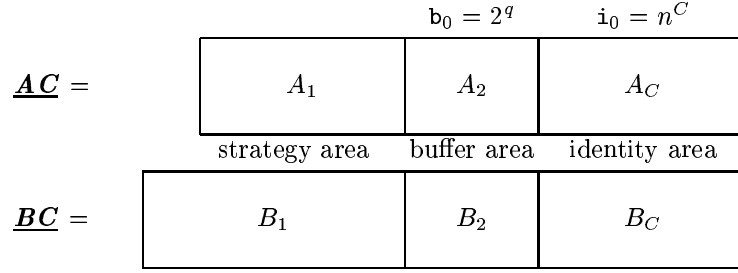 b₀ = 2^q i₀ = n^C
AC = A₁ A₂ A_C
strategy area buffer area identity area
BC = B₁ B₂ B_C